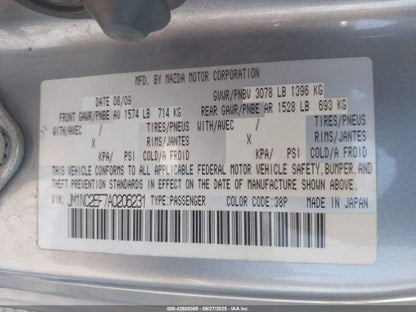 MFD. BY MAZDA MOTOR CORPORATION
DATE 08/09 GVWR/PNBV 3078 LB 1396 KG
FRONT GAWR/PNBE AV 1574 LB 714 KG REAR GAWR/PNBE AR 1528 LB 693 KG
WITH/AVEC TIRES/PNEUS WITH/AVEC TIRES/PNEUS
X RIMS/JANTES X RIMS/JANTES
KPA PSI COLD/A FROID KPA PSI COLD/A FROID
THIS VEHICLE CONFORMS TO ALL APPLICABLE FEDERAL MOTOR VEHICLE SAFETY, BUMPER, AND
THEFT PREVENTION STANDARDS IN EFFECT ON THE DATE OF MANUFACTURE SHOWN ABOVE.
VIN: JM1NC2EF7A0206231 TYPE:PASSENGER COLOR CODE: 38P MADE IN JAPAN
000-42606369 - 06/27/2025 - IAA Inc.